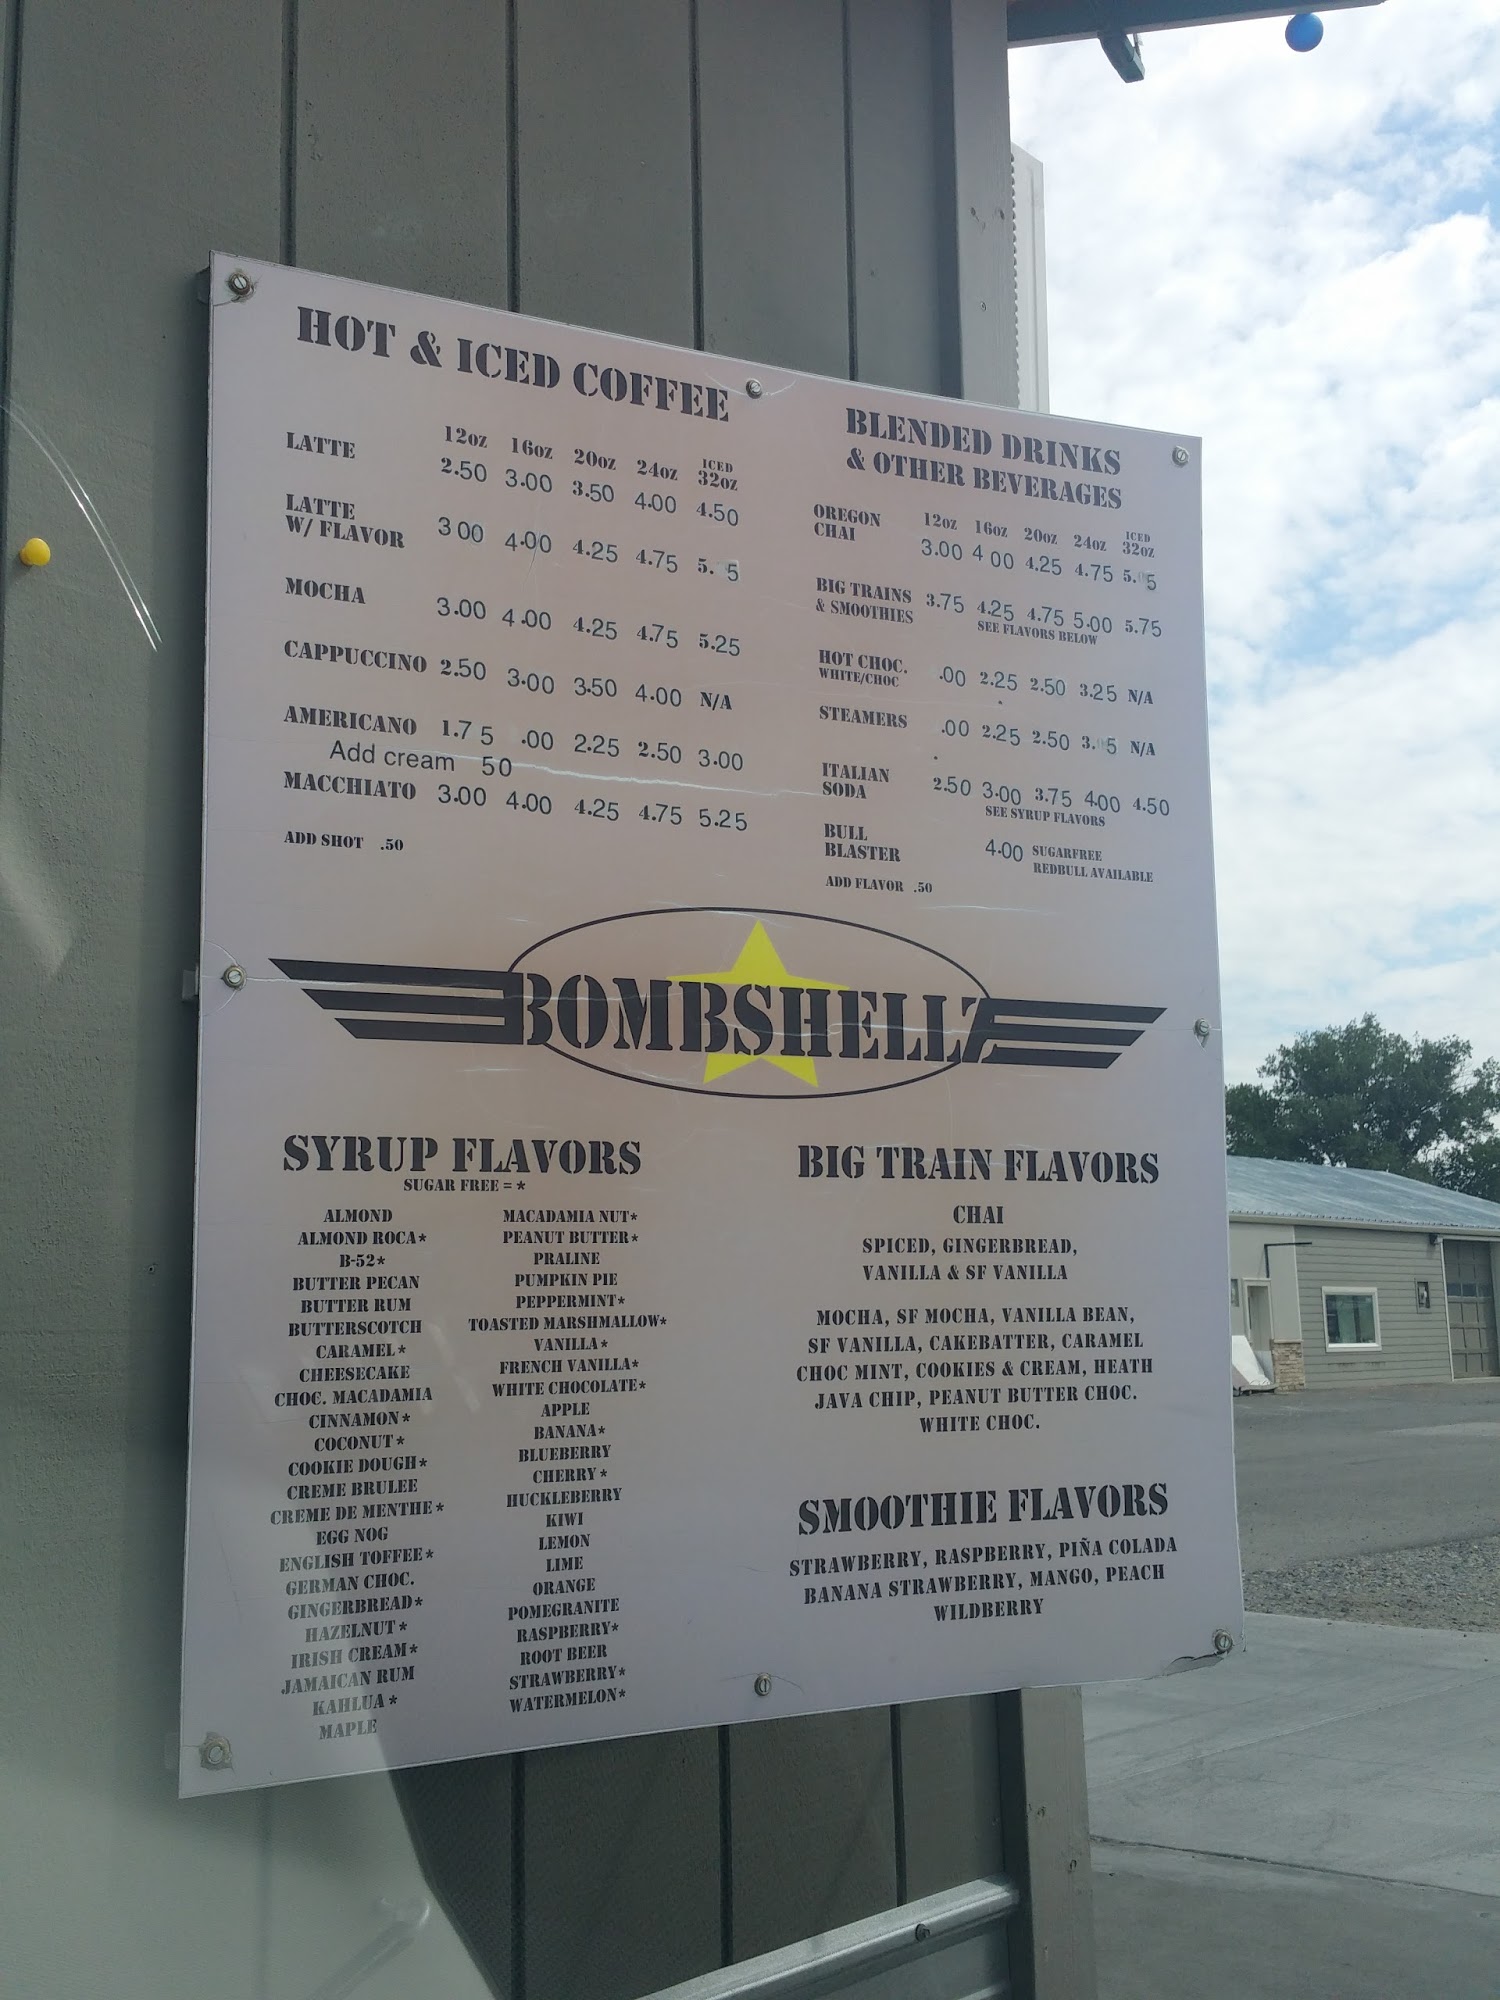 HOT & ICED COFFEE
12OZ 16OZ 20OZ 24OZ ICED 32OZ
LATTE 2.50 3.00 3.50 4.00 4.50
LATTE
W/ FLAVOR 3 00 4.00 4.25 4.75 5. 5
MOCHA 3.00 4.00 4.25 4.75 5.25
CAPPUCCINO 2.50 3.00 3.50 4.00 N/A
AMERICANO 1.7 5 .00 2.25 2.50 3.00
Add cream 50
MACCHIATO 3.00 4.00 4.25 4.75 5.25
ADD SHOT .50
BLENDED DRINKS
& OTHER BEVERAGES
12OZ 16OZ 20OZ 24OZ ICED 32OZ
OREGON
CHAI 3.00 4 00 4.25 4.75 5. 5
BIG TRAINS
& SMOOTHIES 3.75 4.25 4.75 5.00 5.75
SEE FLAVORS BELOW
HOT CHOC. .00 2.25 2.50 3.25 N/A
WHITE/CHOC
STEAMERS .00 2.25 2.50 3. 5 N/A
ITALIAN
SODA 2.50 3.00 3.75 4.00 4.50
SEE SYRUP FLAVORS
BULL
BLASTER 4.00 SUGARFREE
REDBULL AVAILABLE
ADD FLAVOR .50
BOMBSHELLZ
SYRUP FLAVORS
SUGAR FREE = *
ALMOND
ALMOND ROCA*
B-52*
BUTTER PECAN
BUTTER RUM
BUTTERSCOTCH
CARAMEL*
CHEESECAKE
CHOC. MACADAMIA
CINNAMON*
COCONUT*
COOKIE DOUGH*
CREME BRULEE
CREME DE MENTHE*
EGG NOG
ENGLISH TOFFEE*
GERMAN CHOC.
GINGERBREAD*
HAZELNUT*
IRISH CREAM*
JAMAICAN RUM
KAHLUA*
MAPLE
MACADAMIA NUT*
PEANUT BUTTER*
PRALINE
PUMPKIN PIE
PEPPERMINT*
TOASTED MARSHMALLOW*
VANILLA*
FRENCH VANILLA*
WHITE CHOCOLATE*
APPLE
BANANA*
BLUEBERRY
CHERRY*
HUCKLEBERRY
KIWI
LEMON
LIME
ORANGE
POMEGRANITE
RASPBERRY*
ROOT BEER
STRAWBERRY*
WATERMELON*
BIG TRAIN FLAVORS
CHAI
SPICED, GINGERBREAD,
VANILLA & SF VANILLA
MOCHA, SF MOCHA, VANILLA BEAN,
SF VANILLA, CAKEBATTER, CARAMEL
CHOC MINT, COOKIES & CREAM, HEATH
JAVA CHIP, PEANUT BUTTER CHOC.
WHITE CHOC.
SMOOTHIE FLAVORS
STRAWBERRY, RASPBERRY, PIÑA COLADA
BANANA STRAWBERRY, MANGO, PEACH
WILDBERRY